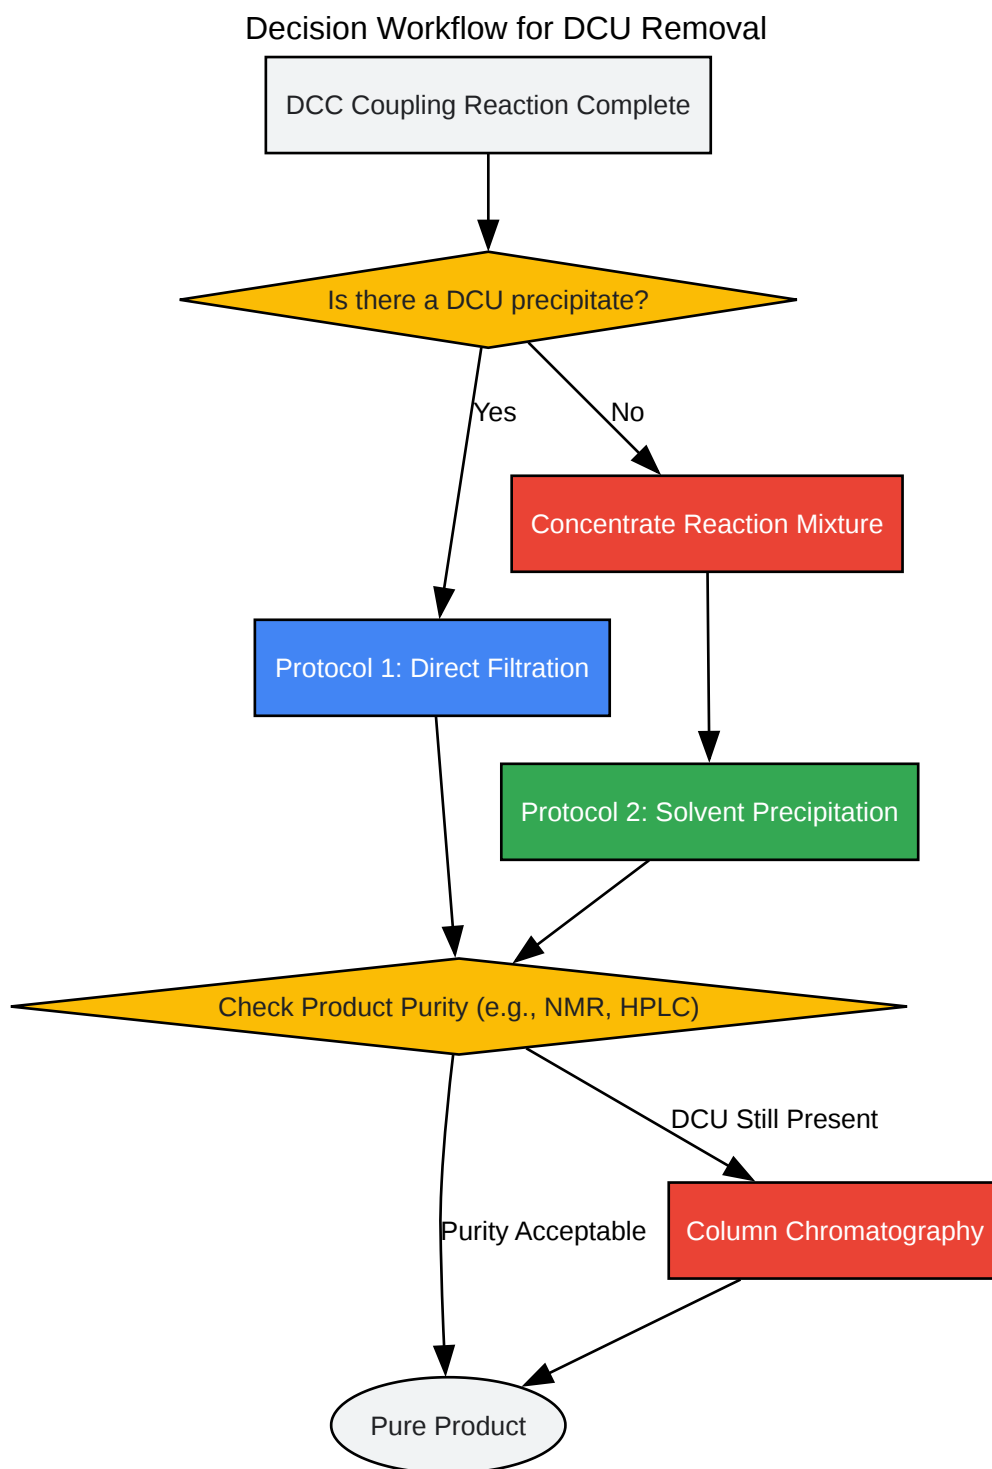 Decision Workflow for DCU Removal
DCC Coupling Reaction Complete
Is there a DCU precipitate?
Yes
No
Concentrate Reaction Mixture
Protocol 1: Direct Filtration
Protocol 2: Solvent Precipitation
Check Product Purity (e.g., NMR, HPLC)
DCU Still Present
Purity Acceptable
Column Chromatography
Pure Product